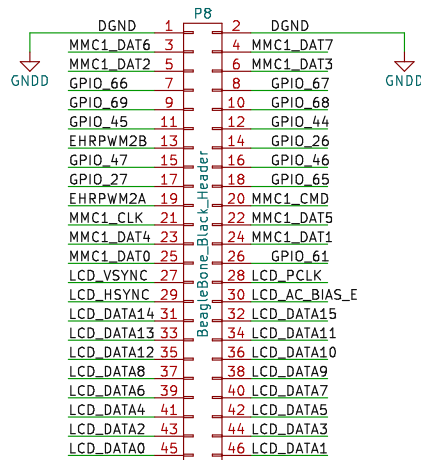 P8
DGND 1 2 DGND
MMC1_DAT6 3 4 MMC1_DAT7
GNDD GNDD
MMC1_DAT2 5 6 MMC1_DAT3
GPIO_66 7 8 GPIO_67
GPIO_69 9 10 GPIO_68
GPIO_45 11 12 GPIO_44
EHRPWM2B 13 14 GPIO_26
GPIO_47 15 16 GPIO_46
GPIO_27 17 18 GPIO_65
EHRPWM2A 19 20 MMC1_CMD
MMC1_CLK 21 22 MMC1_DAT5
MMC1_DAT4 23 24 MMC1_DAT1
MMC1_DAT0 25 26 GPIO_61
LCD_VSYNC 27 28 LCD_PCLK
LCD_HSYNC 29 30 LCD_AC_BIAS_E
LCD_DATA14 31 32 LCD_DATA15
LCD_DATA13 33 34 LCD_DATA11
LCD_DATA12 35 36 LCD_DATA10
LCD_DATA8 37 38 LCD_DATA9
LCD_DATA6 39 40 LCD_DATA7
LCD_DATA4 41 42 LCD_DATA5
LCD_DATA2 43 44 LCD_DATA3
LCD_DATA0 45 46 LCD_DATA1
BeagleBone_Black_Header